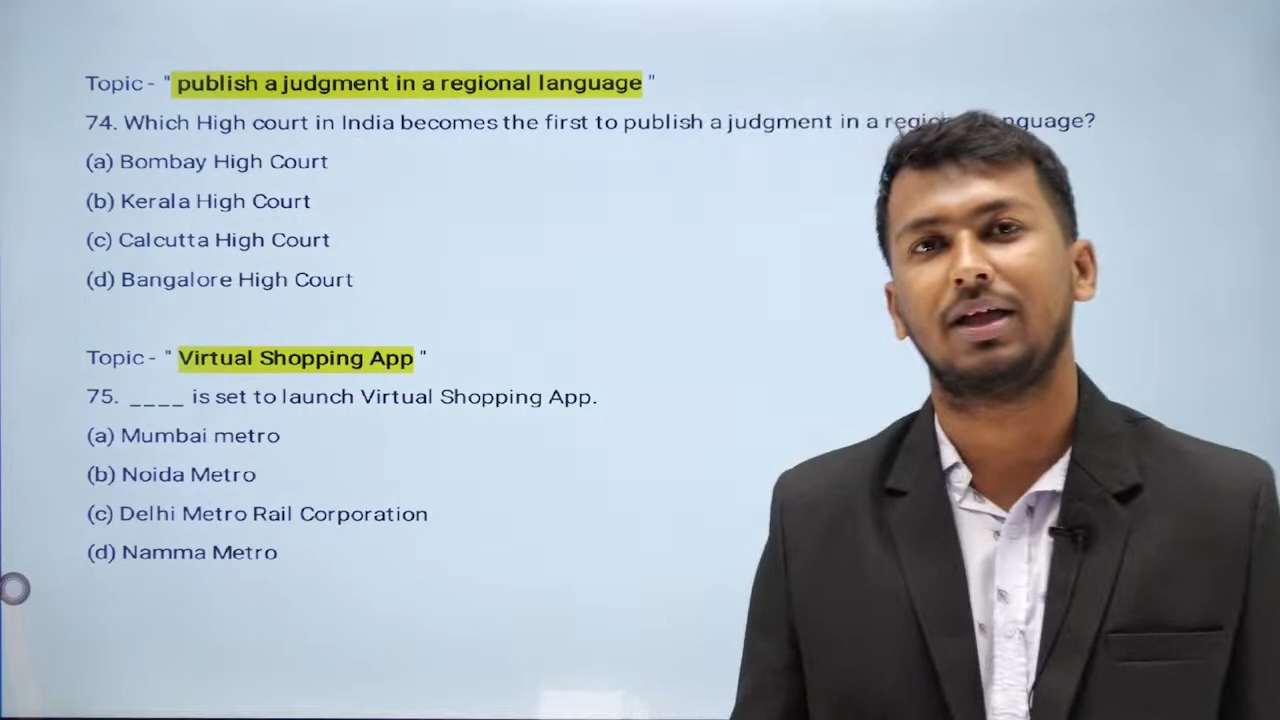 Topic - " publish a judgment in a regional language "
74. Which High court in India becomes the first to publish a judgment in a nguage?
(a) Bombay High Court
(b) Kerala High Court
(c) Calcutta High Court
(d) Bangalore High Court
Topic - " Virtual Shopping App "
75. ____ is set to launch Virtual Shopping App.
(a) Mumbai metro
(b) Noida Metro
(c) Delhi Metro Rail Corporation
(d) Namma Metro